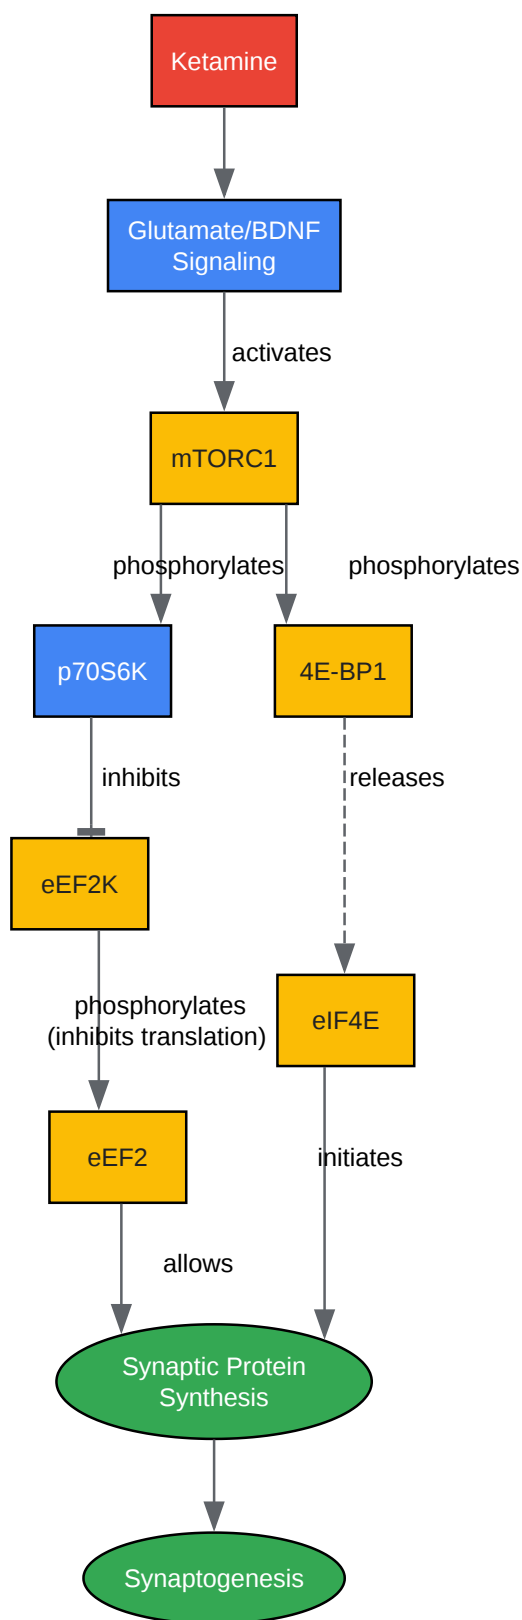 Ketamine
Glutamate/BDNF
Signaling
activates
mTORC1
phosphorylates
phosphorylates
p70S6K
4E-BP1
inhibits
releases
eEF2K
phosphorylates
(inhibits translation)
eIF4E
eEF2
initiates
allows
Synaptic Protein
Synthesis
Synaptogenesis